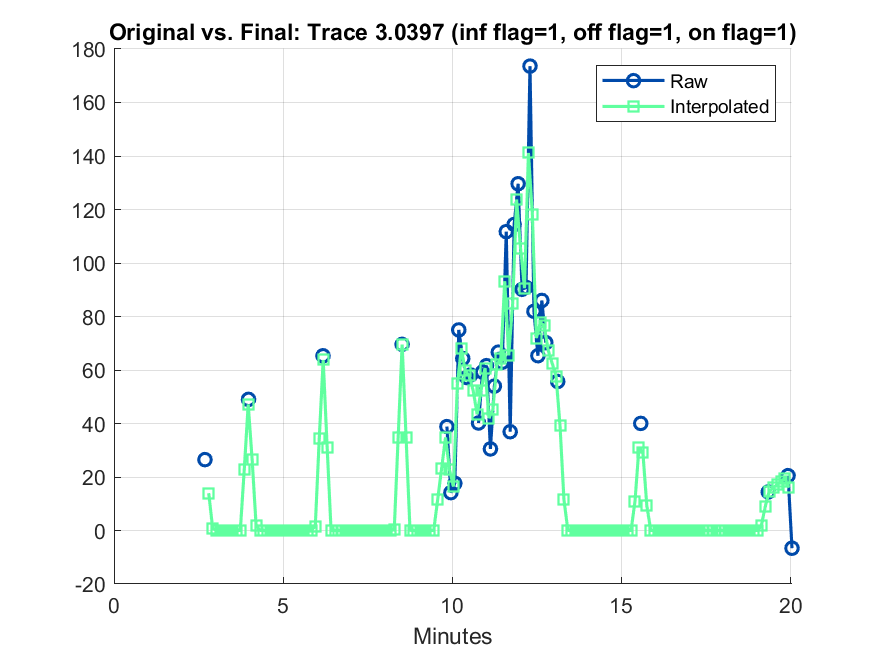 Original vs. Final: Trace 3.0397 (inf flag=1, off flag=1, on flag=1)
180
160
140
120
100
80
60
40
20
0
-20
Raw
Interpolated
0 5 10 15 20
Minutes